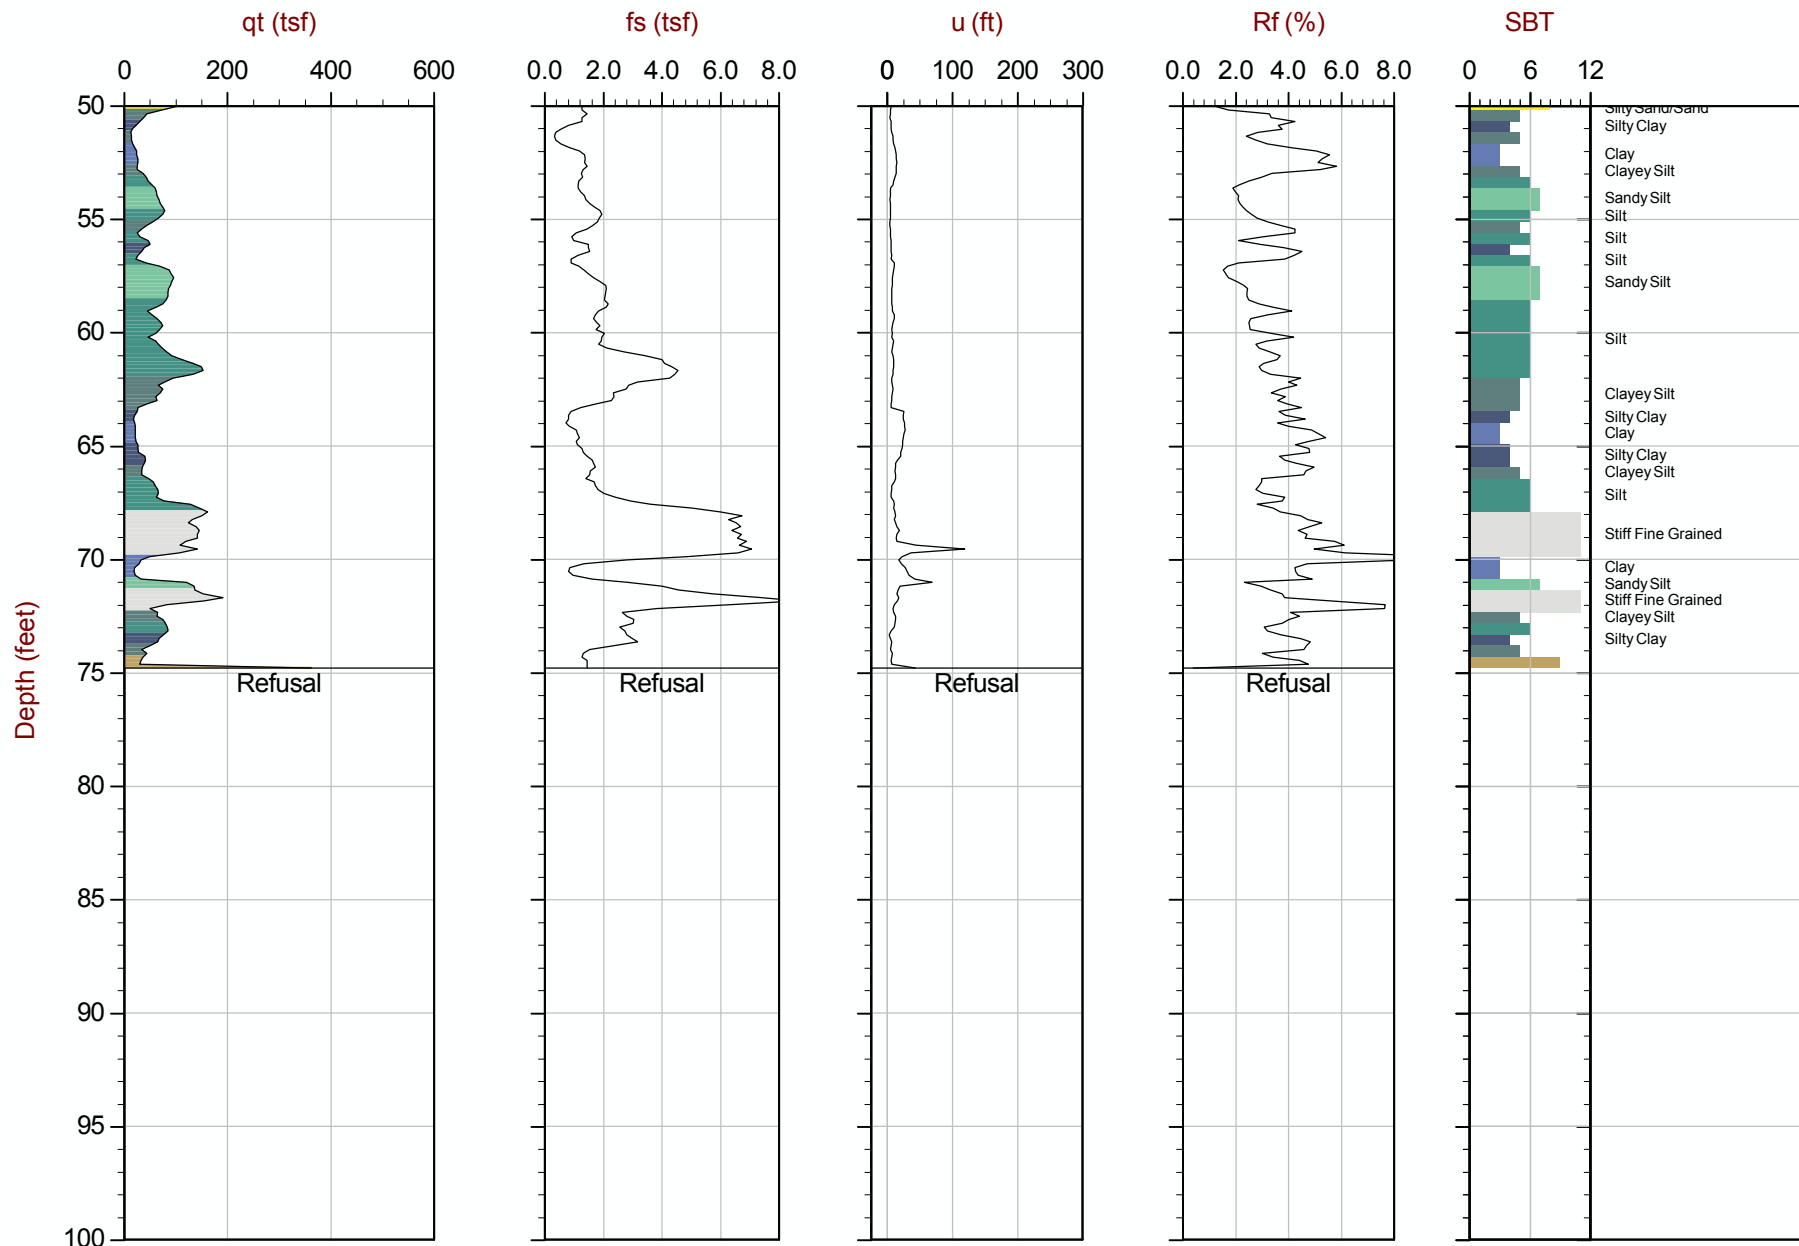 qt (tsf) fs (tsf) u (ft) Rf (%) SBT
0 200 400 600 0.0 2.0 4.0 6.0 8.0 0 100 200 300 0.0 2.0 4.0 6.0 8.0 0 6 12
50
Silty Sand/Sand
Silty Clay
Clay
Clayey Silt
Sandy Silt
55 Silt
Silt
Silt
Sandy Silt
60 Silt
Clayey Silt
Silty Clay
Clay
65
Silty Clay
Clayey Silt
Silt
Stiff Fine Grained
70
Clay
Sandy Silt
Stiff Fine Grained
Clayey Silt
Silty Clay
75
Refusal Refusal Refusal Refusal
Depth (feet)
80
85
90
95
100